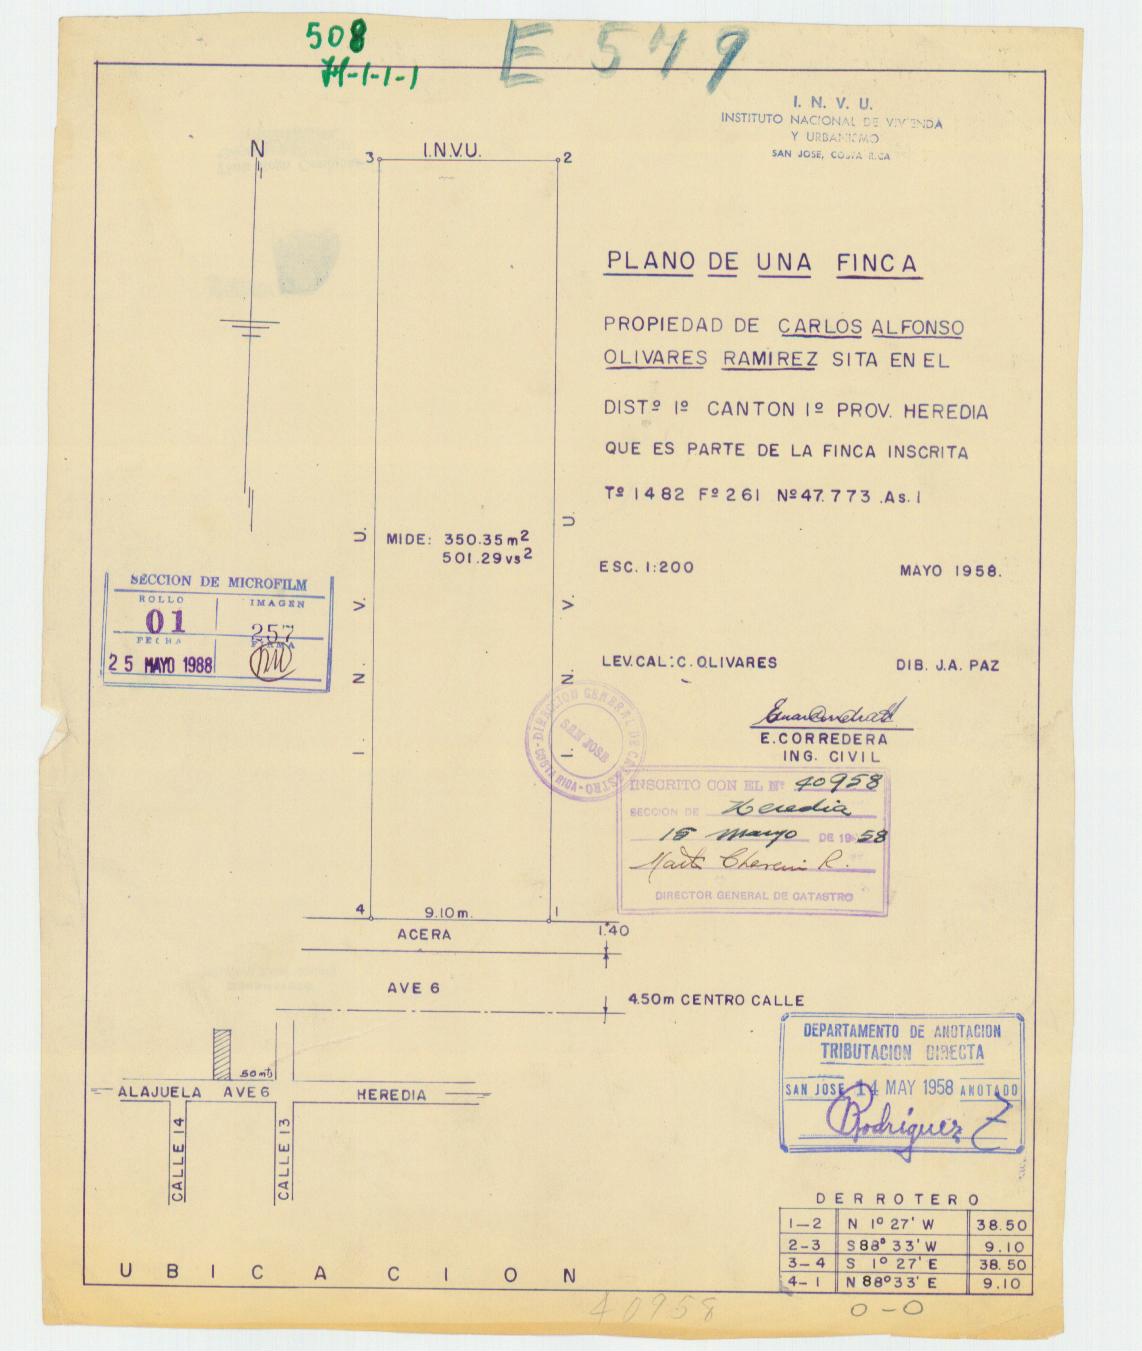 508
E 579
I. N. V. U.
INSTITUTO NACIONAL DE VIVIENDA
Y URBANISMO
SAN JOSE, COSTA RICA
N
3
I.N.V.U.
2
PLANO DE UNA FINCA
PROPIEDAD DE CARLOS ALFONSO
OLIVARES RAMIREZ SITA EN EL
DISTº 1º CANTON 1º PROV. HEREDIA
QUE ES PARTE DE LA FINCA INSCRITA
Tº 1482 Fº 261 Nº 47.773 .As. 1
MIDE: 350.35 m2
501.29 vs2
I. N. V. U.
I. N. V. U.
ESC. 1:200 MAYO 1958.
SECCION DE MICROFILM
ROLLO IMAGEN
01 257
FECHA FIRMA
25 MAYO 1988
LEV. CAL: C. OLIVARES DIB. J.A. PAZ
E. CORREDERA
ING. CIVIL
DIRECCION GENERAL DE CATASTRO
SAN JOSE
COSTA RICA
INSCRITO CON EL Nº 40958
SECCION DE Heredia
15 mayo DE 1958
DIRECTOR GENERAL DE CATASTRO
4 9.10 m. 1
ACERA 1.40
AVE 6
4.50m CENTRO CALLE
50 mts
ALAJUELA AVE 6 HEREDIA
CALLE 14
CALLE 13
DEPARTAMENTO DE ANOTACION
TRIBUTACION DIRECTA
SAN JOSE 14 MAY 1958 ANOTADO
Rodríguez Z
DERROTERO
1-2 N 1º 27' W 38.50
2-3 S 88º 33' W 9.10
3-4 S 1º 27' E 38.50
4-1 N 88º 33' E 9.10
UBICACION
40958
0-0